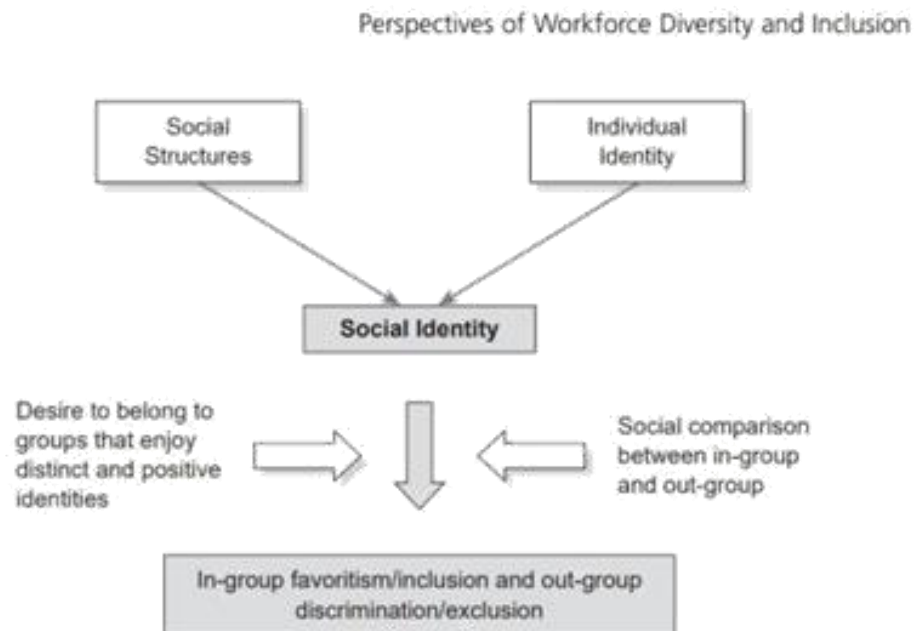 Perspectives of Workforce Diversity and Inclusion
Social
Structures
Individual
Identity
Social Identity
Desire to belong to
groups that enjoy
distinct and positive
identities
Social comparison
between in-group
and out-group
In-group favoritism/inclusion and out-group
discrimination/exclusion